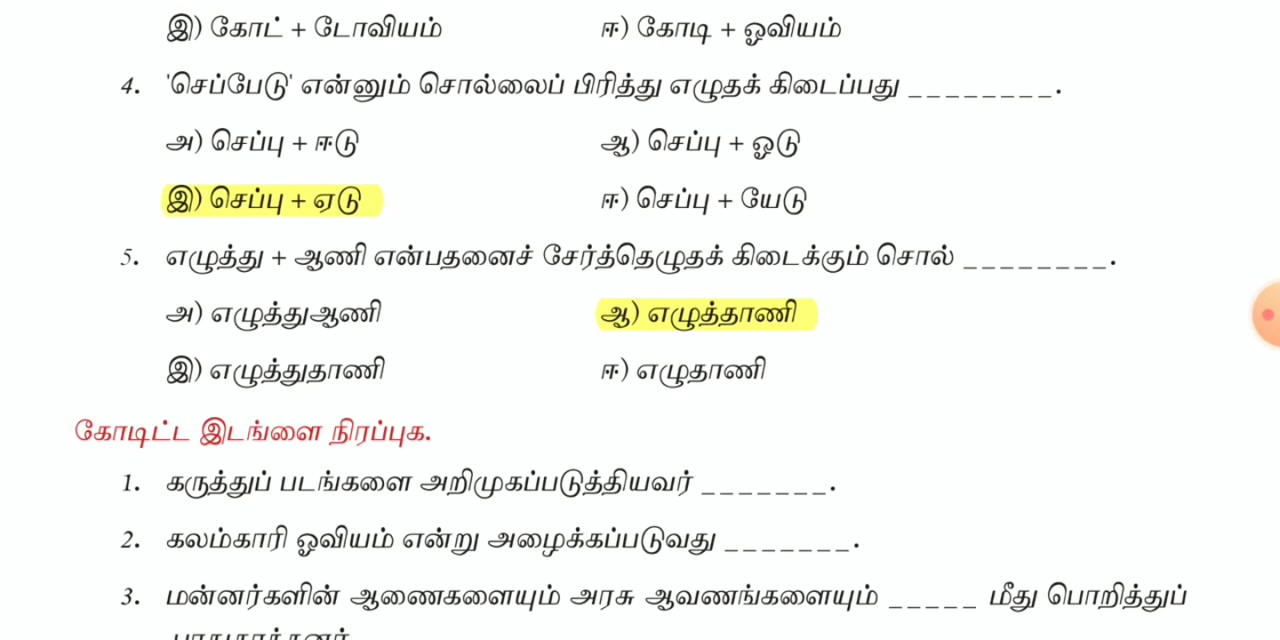 இ) கோட் + டோவியம் ஈ) கோடி + ஓவியம்
4. 'செப்பேடு' என்னும் சொல்லைப் பிரித்து எழுதக் கிடைப்பது ________.
அ) செப்பு + ஈடு ஆ) செப்பு + ஓடு
இ) செப்பு + ஏடு ஈ) செப்பு + யேடு
5. எழுத்து + ஆணி என்பதனைச் சேர்த்தெழுதக் கிடைக்கும் சொல் ________.
அ) எழுத்துஆணி ஆ) எழுத்தாணி
இ) எழுத்துதாணி ஈ) எழுதாணி
கோடிட்ட இடங்ளை நிரப்புக.
1. கருத்துப் படங்களை அறிமுகப்படுத்தியவர் _______.
2. கலம்காரி ஓவியம் என்று அழைக்கப்படுவது _______.
3. மன்னர்களின் ஆணைகளையும் அரசு ஆவணங்களையும் _____ மீது பொறித்துப்